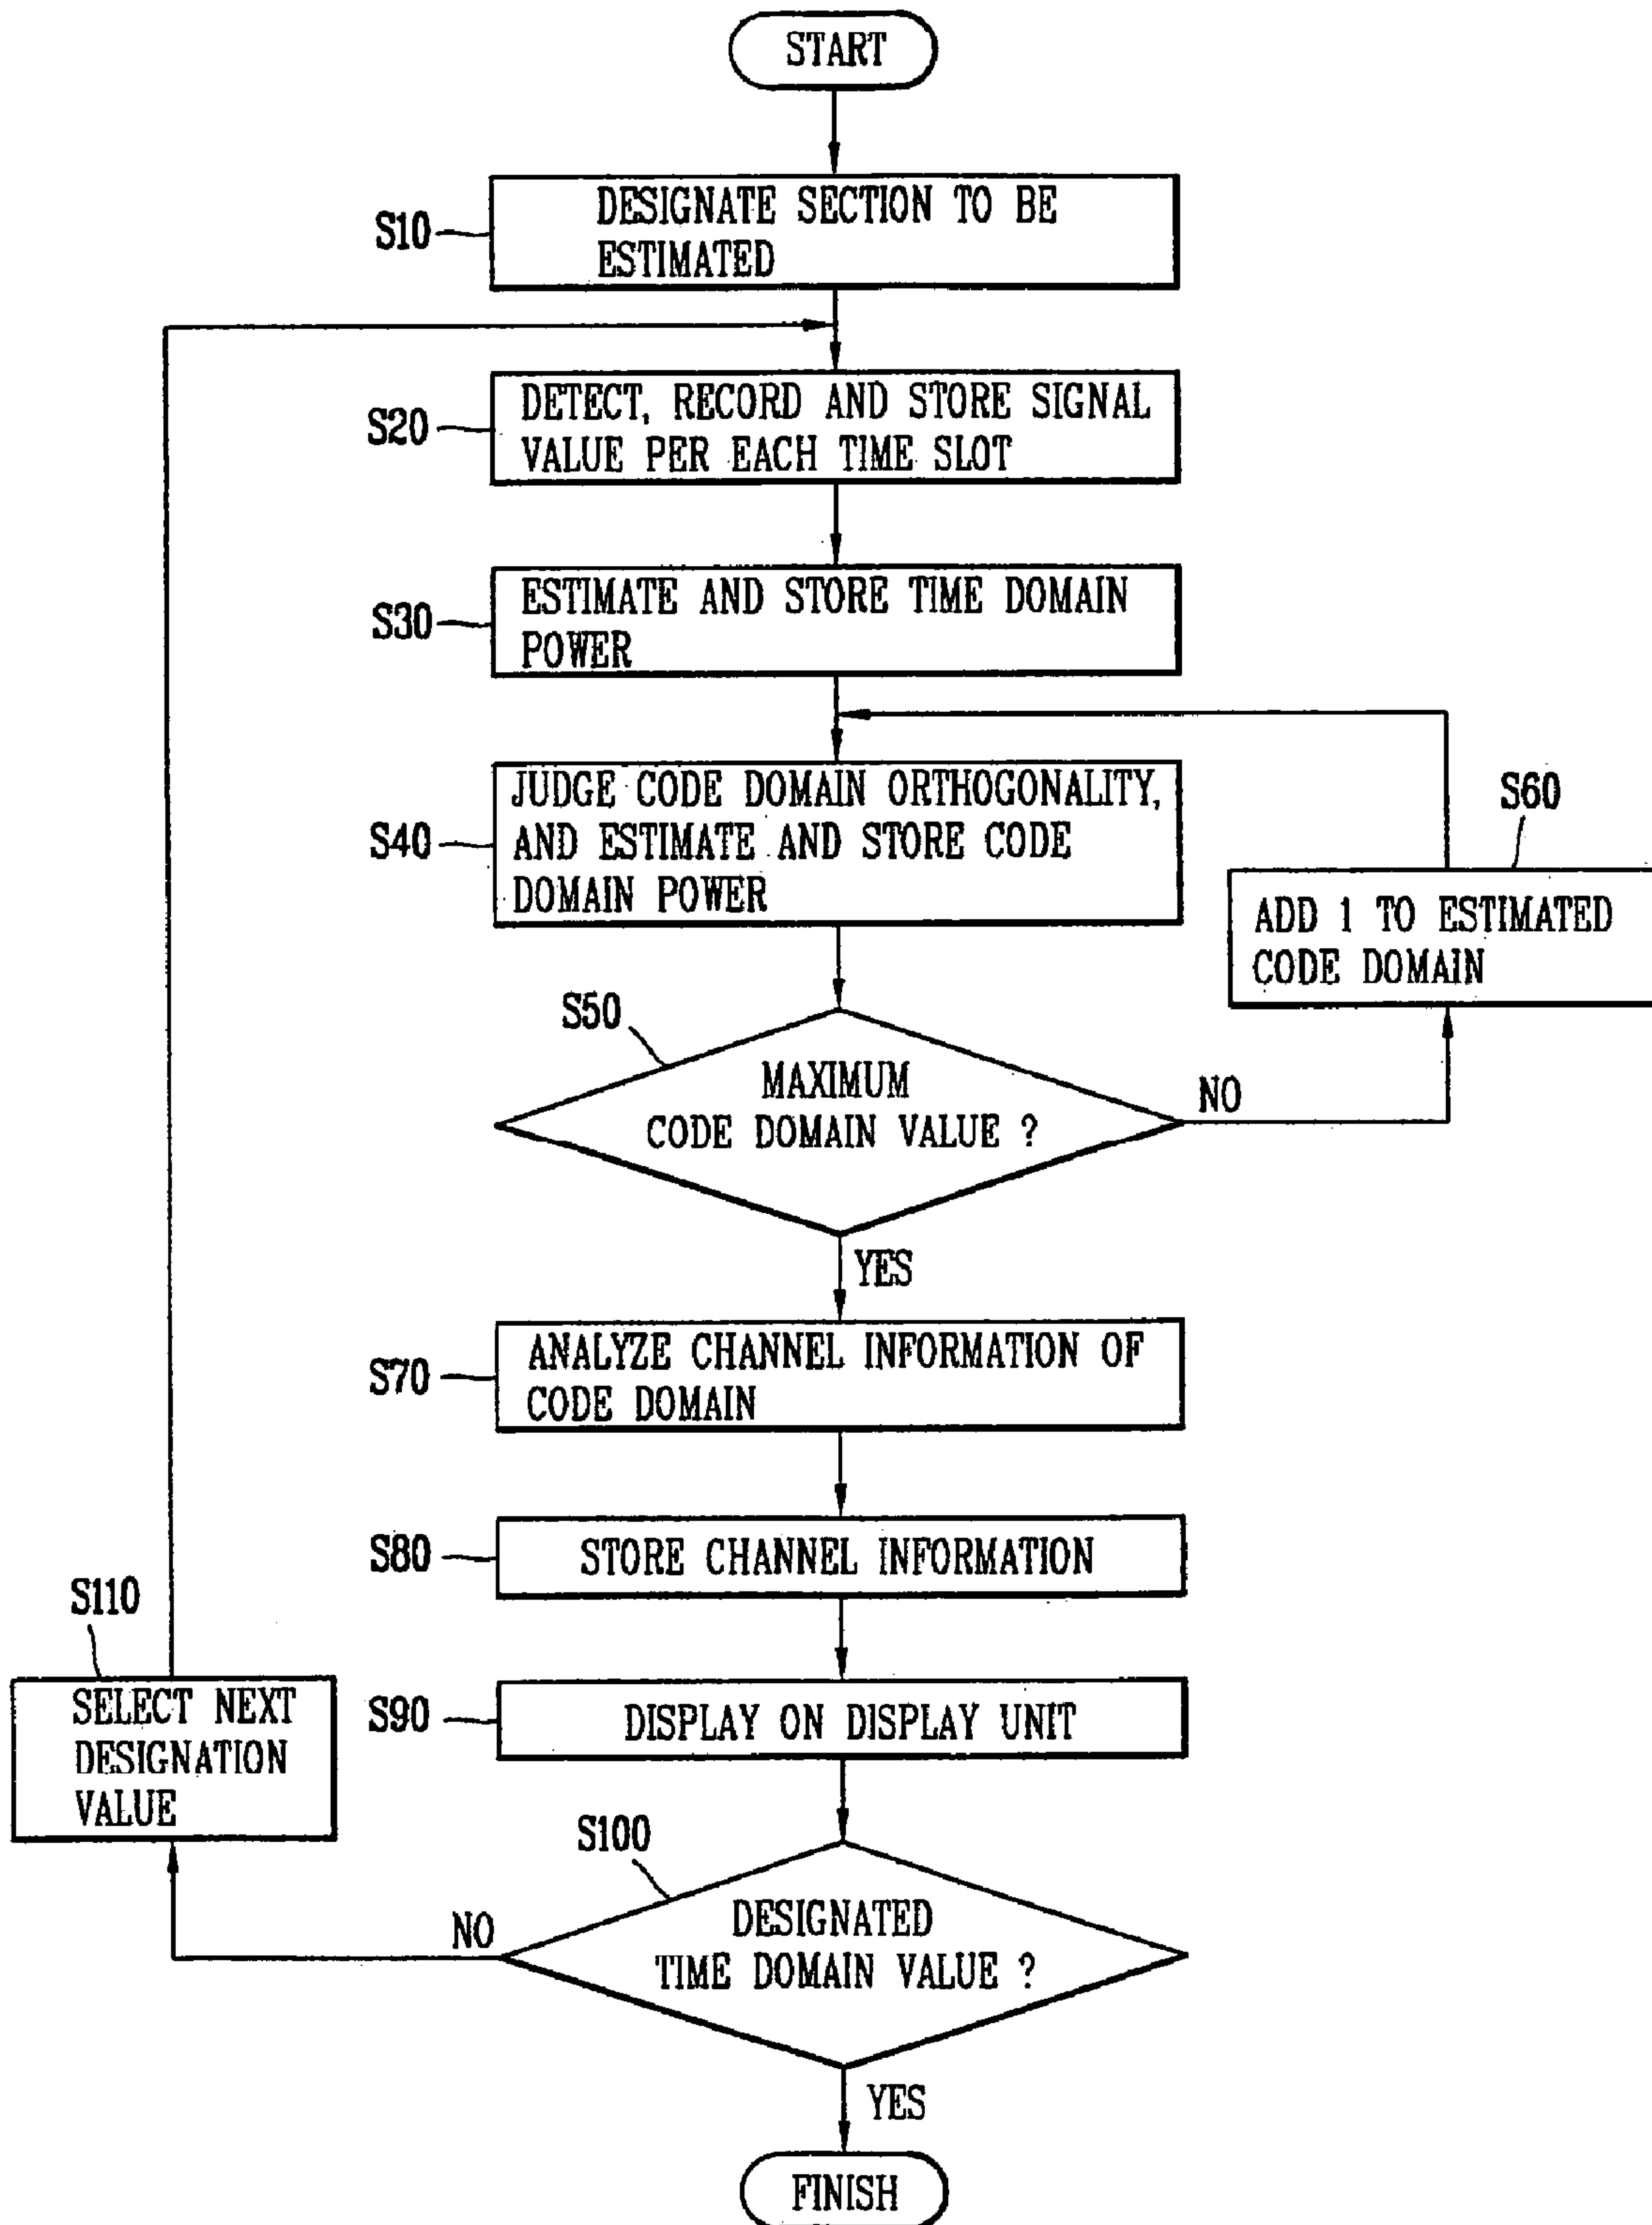 START
S10
DESIGNATE SECTION TO BE
ESTIMATED
S20
DETECT, RECORD AND STORE SIGNAL
VALUE PER EACH TIME SLOT
S30
ESTIMATE AND STORE TIME DOMAIN
POWER
S40
JUDGE CODE DOMAIN ORTHOGONALITY,
AND ESTIMATE AND STORE CODE
DOMAIN POWER
S60
ADD 1 TO ESTIMATED
CODE DOMAIN
S50
MAXIMUM
CODE DOMAIN VALUE ?
NO
YES
S70
ANALYZE CHANNEL INFORMATION OF
CODE DOMAIN
S80
STORE CHANNEL INFORMATION
S110
SELECT NEXT
DESIGNATION
VALUE
S90
DISPLAY ON DISPLAY UNIT
S100
DESIGNATED
TIME DOMAIN VALUE ?
NO
YES
FINISH